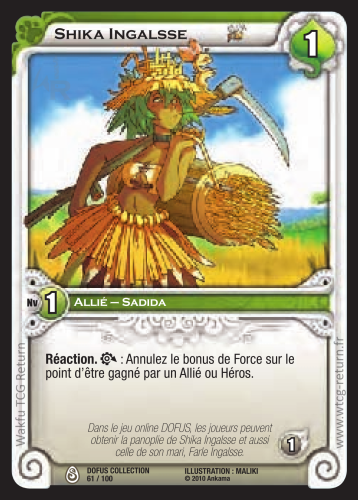 Shika Ingalsse
1
Nv 1
Allié – Sadida
Réaction. : Annulez le bonus de Force sur le
point d'être gagné par un Allié ou Héros.
Dans le jeu online DOFUS, les joueurs peuvent
obtenir la panoplie de Shika Ingalsse et aussi
celle de son mari, Farle Ingalsse.
1
DOFUS COLLECTION
61 / 100
ILLUSTRATION : MALIKI
© 2010 Ankama
Wakfu TCG Return
www.wtcg-return.fr